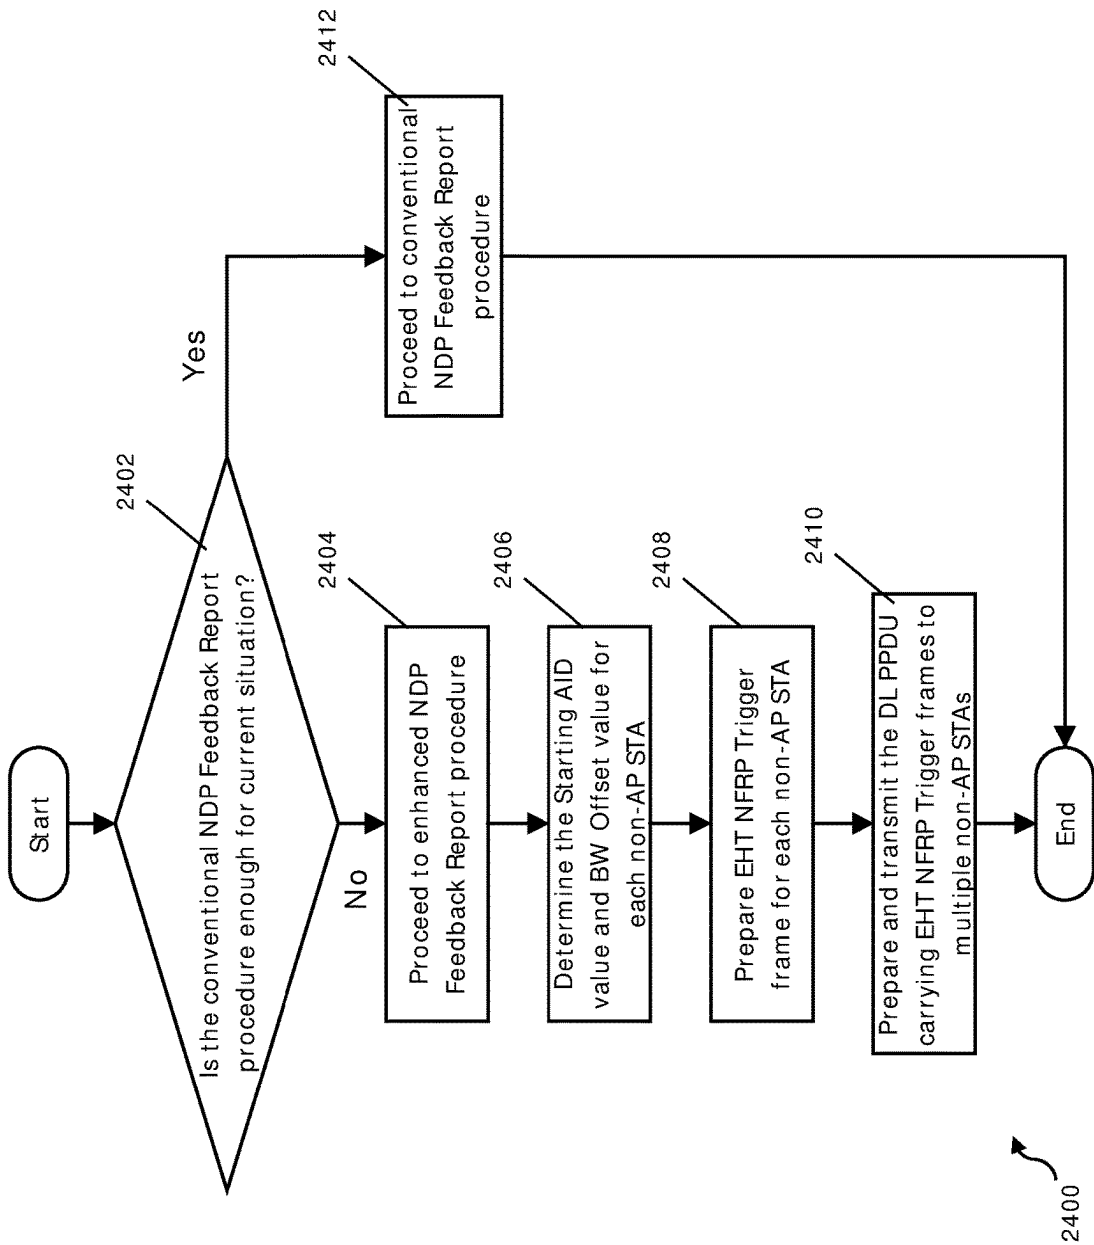 Start
2402
Is the conventional NDP Feedback Report
procedure enough for current situation?
Yes
No
2412
Proceed to conventional
NDP Feedback Report
procedure
2404
Proceed to enhanced NDP
Feedback Report procedure
2406
Determine the Starting AID
value and BW Offset value for
each non-AP STA
2408
Prepare EHT NFRP Trigger
frame for each non-AP STA
2410
Prepare and transmit the DL PPDU
carrying EHT NFRP Trigger frames to
multiple non-AP STAs
End
2400